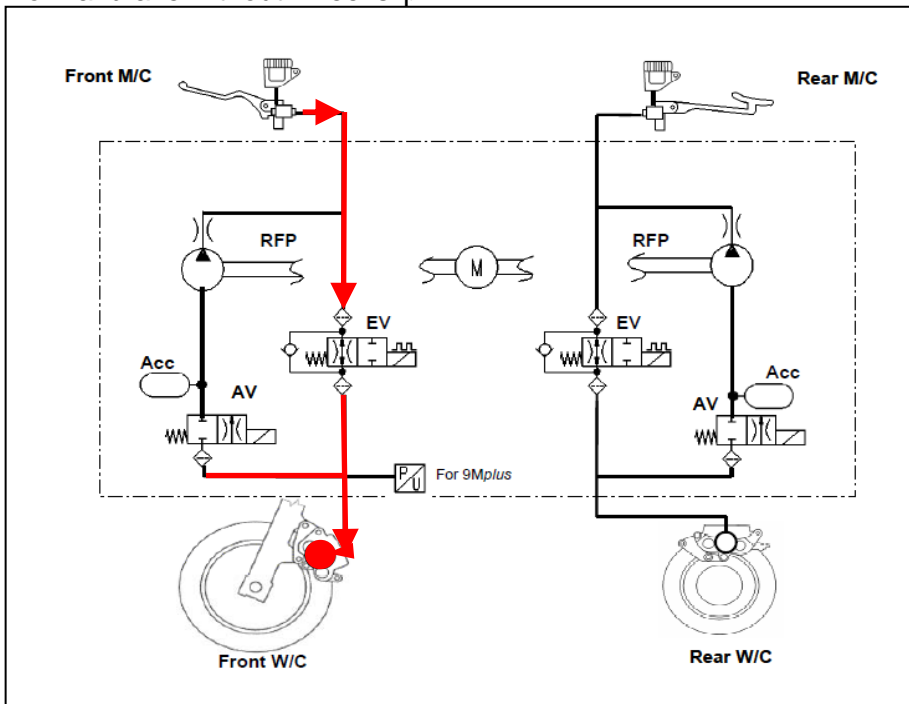 Front M/C
Rear M/C
RFP
M
RFP
EV
EV
Acc
Acc
AV
AV
P/U
For 9Mplus
Front W/C
Rear W/C